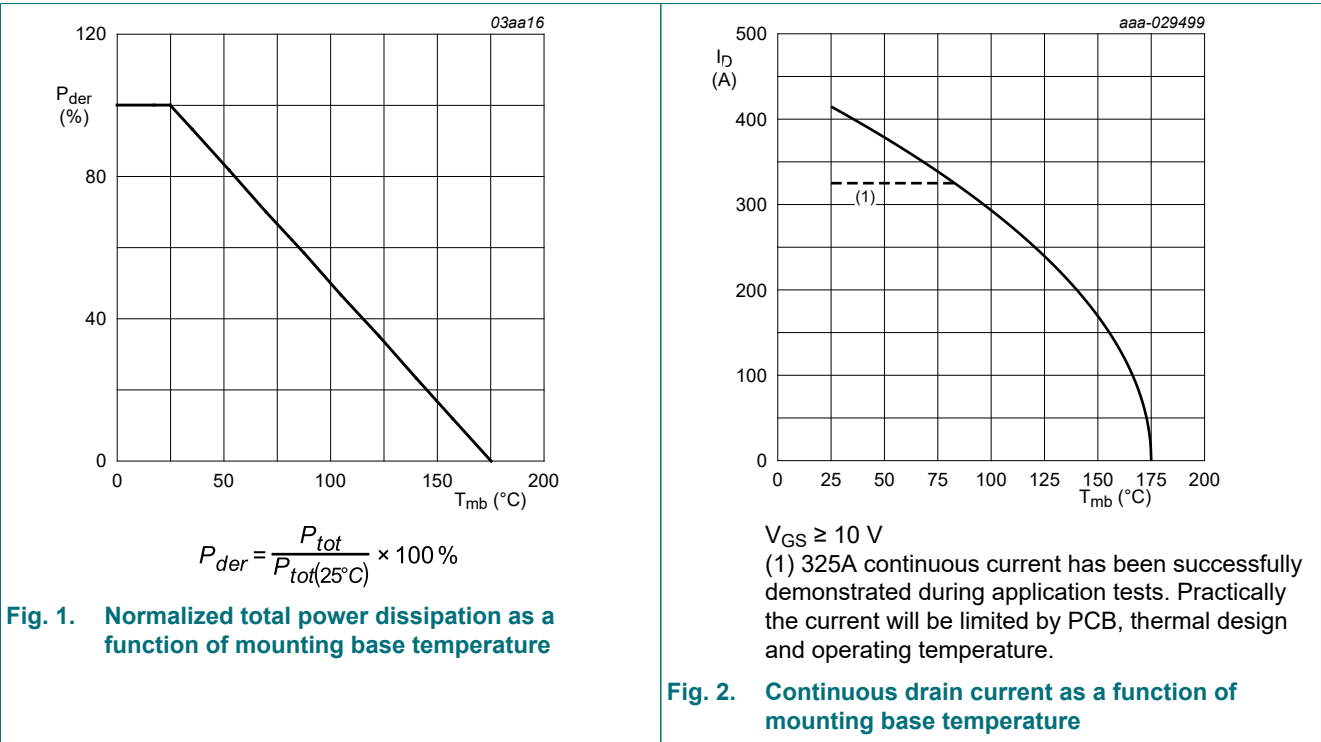 03aa16
120
P_der
(%)
80
40
0
0 50 100 150 200
T_mb (°C)
P_der = P_tot / P_tot(25°C) × 100 %
Fig. 1. Normalized total power dissipation as a
function of mounting base temperature
aaa-029499
500
I_D
(A)
400
300
(1)
200
100
0
0 25 50 75 100 125 150 175 200
T_mb (°C)
V_GS ≥ 10 V
(1) 325A continuous current has been successfully
demonstrated during application tests. Practically
the current will be limited by PCB, thermal design
and operating temperature.
Fig. 2. Continuous drain current as a function of
mounting base temperature